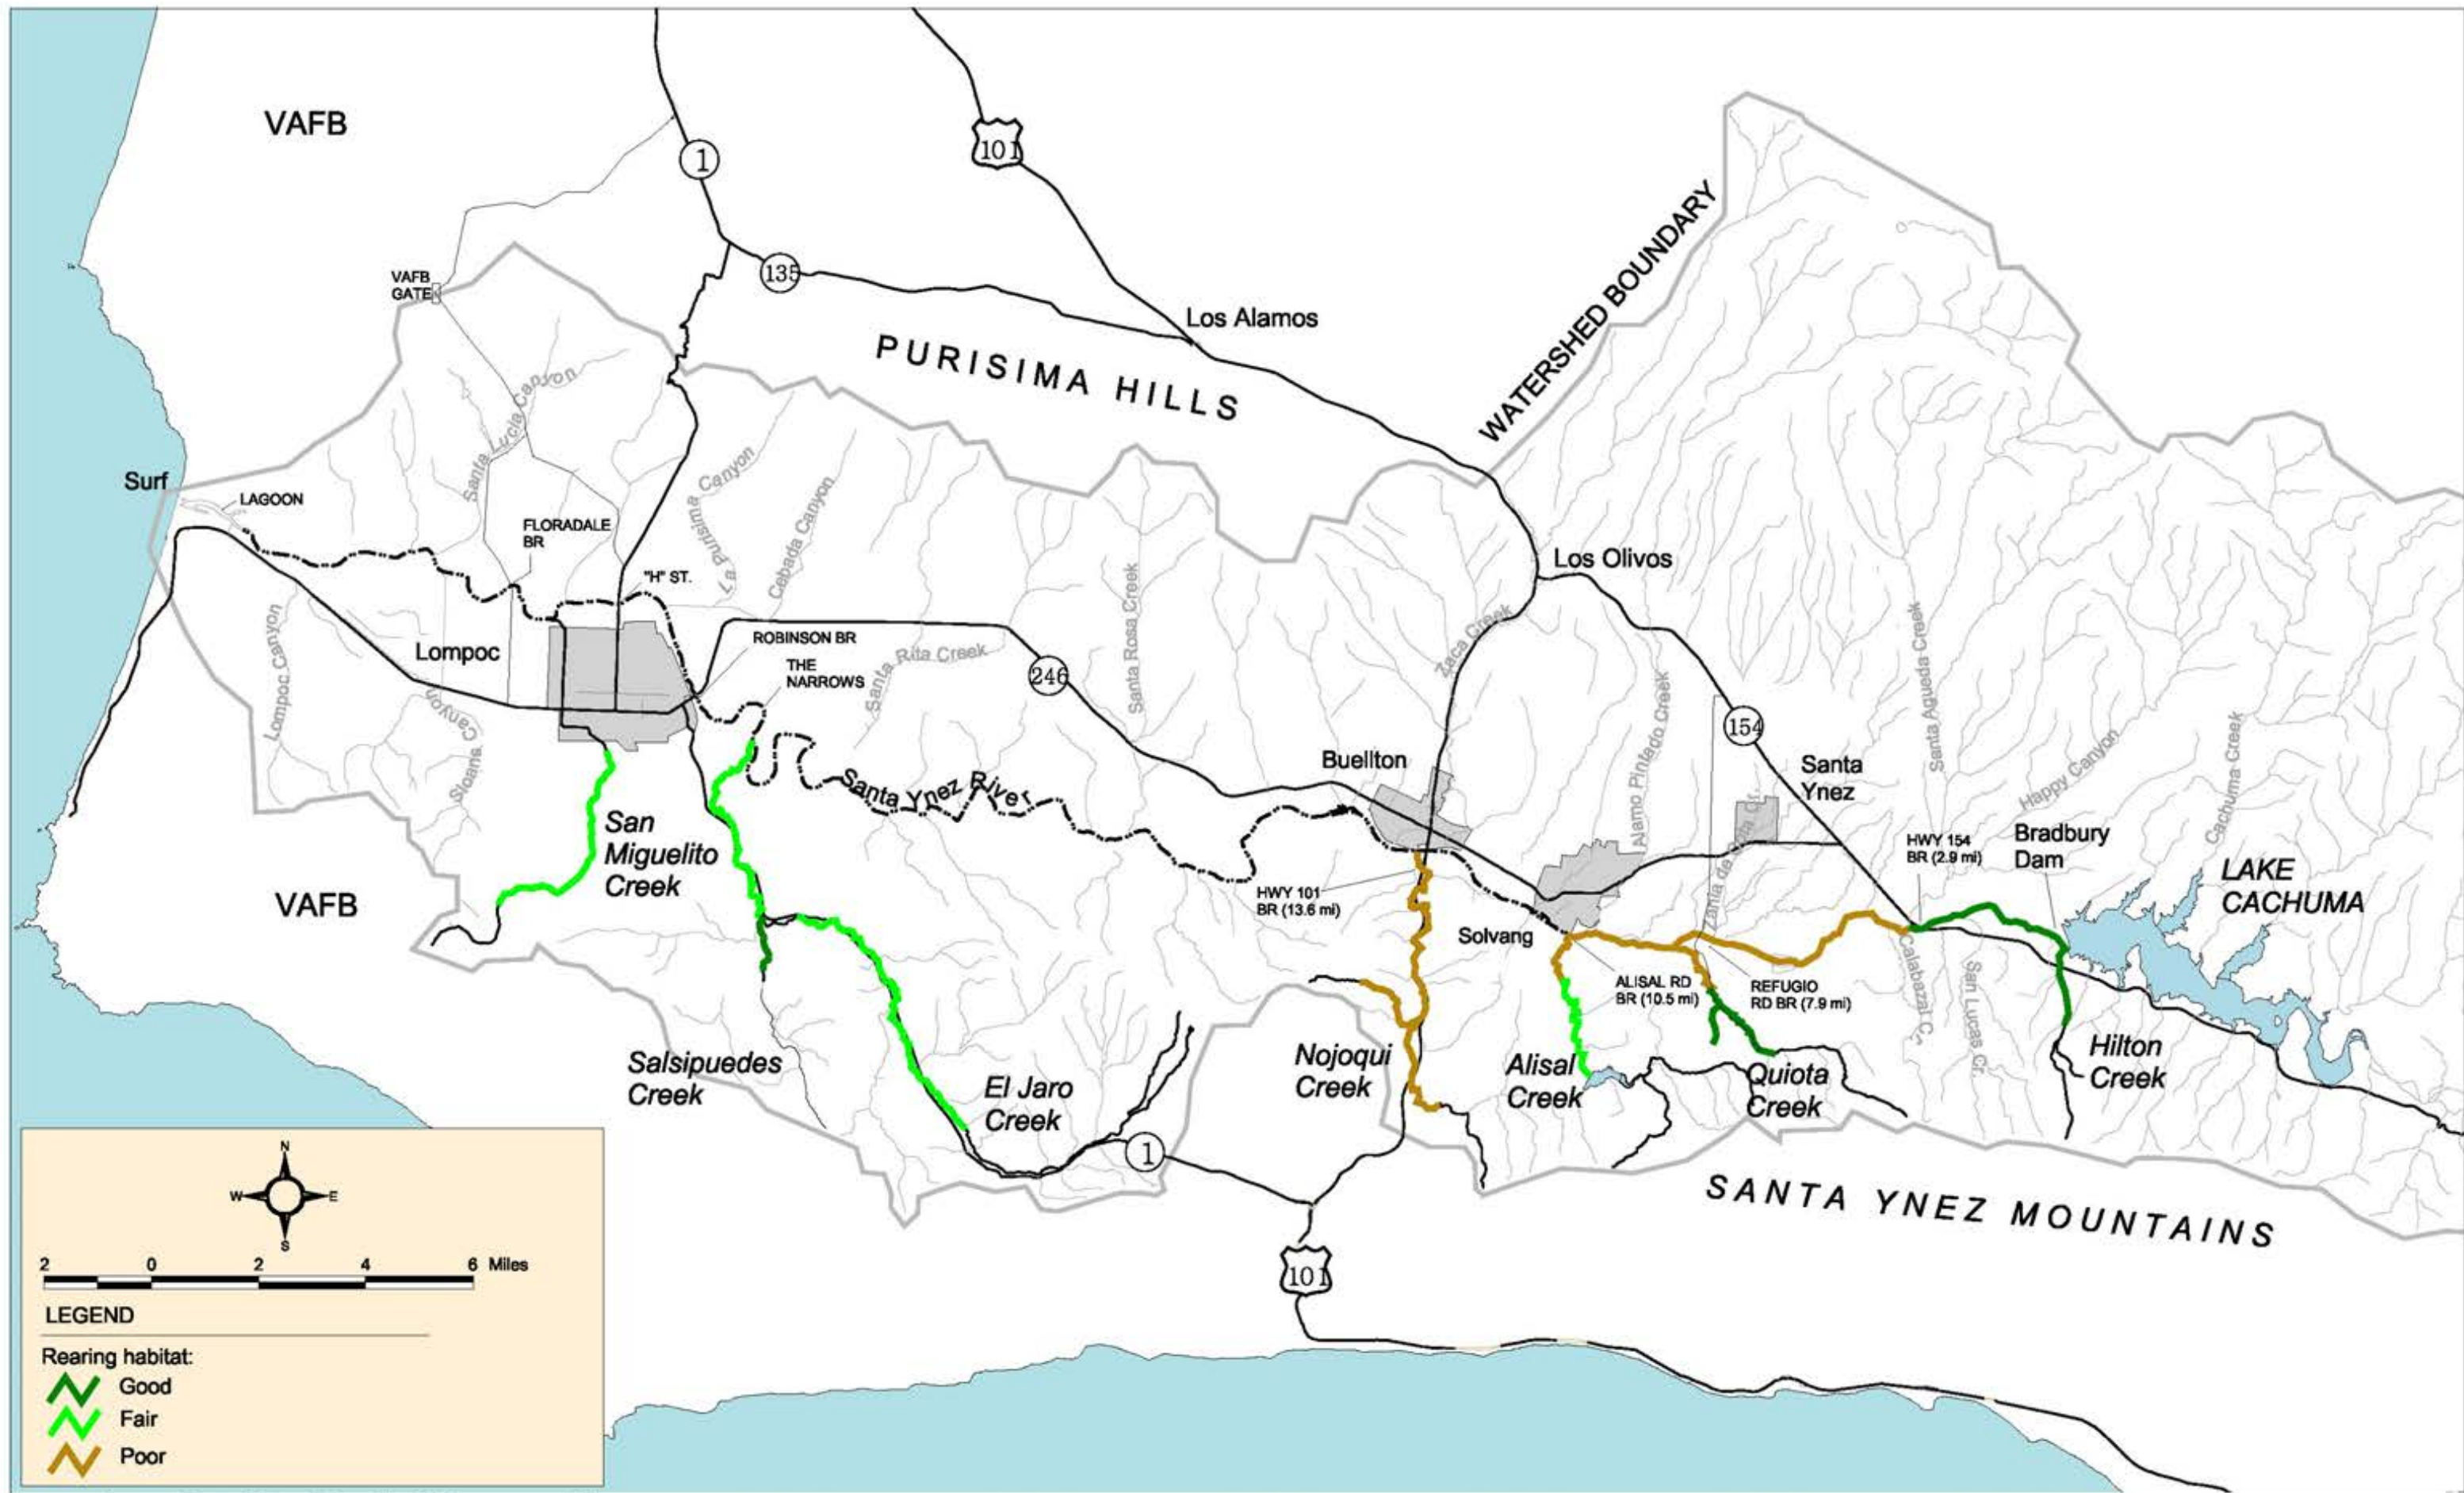 VAFB
1
101
135
VAFB
GATE
Los Alamos
PURISIMA HILLS
WATERSHED BOUNDARY
Santa Lucia Canyon
Surf
LAGOON
FLORADALE
BR
"H" ST.
La Purisima Canyon
Cebada Canyon
Los Olivos
Lompoc Canyon
Lompoc
Sloans Canyon
ROBINSON BR
THE
NARROWS
Santa Rita Creek
246
Santa Rosa Creek
Zaca Creek
Alamo Pintado Creek
154
Santa Agueda Creek
Happy Canyon
Cachuma Creek
Buellton
Santa
Ynez
Santa Ynez River
Zanja de Cota Cr.
HWY 154
BR (2.9 mi)
Bradbury
Dam
LAKE
CACHUMA
San
Miguelito
Creek
VAFB
HWY 101
BR (13.6 mi)
Solvang
ALISAL RD
BR (10.5 mi)
REFUGIO
RD BR (7.9 mi)
Calabazal C.
San Lucas Cr.
Salsipuedes
Creek
El Jaro
Creek
Nojoqui
Creek
Alisal
Creek
Quiota
Creek
Hilton
Creek
1
SANTA YNEZ MOUNTAINS
101
N
W E
S
2 0 2 4 6 Miles
LEGEND
Rearing habitat:
Good
Fair
Poor